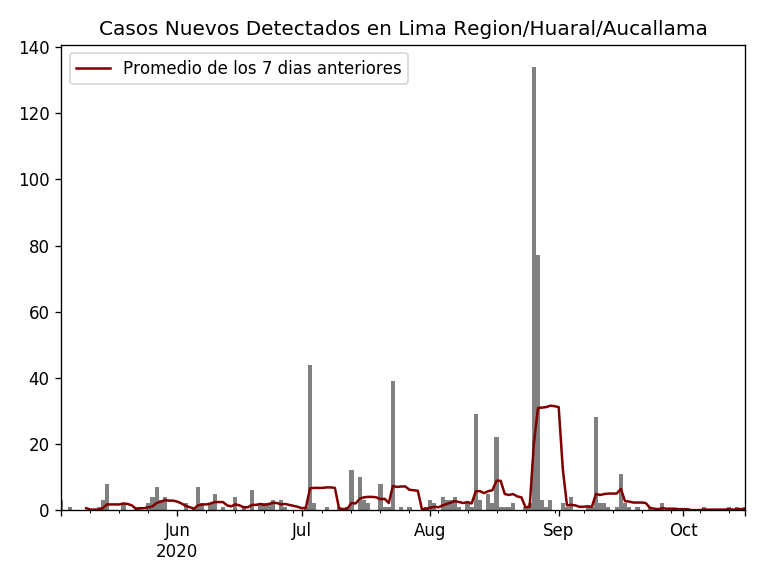 Casos Nuevos Detectados en Lima Region/Huaral/Aucallama
Promedio de los 7 dias anteriores
140
120
100
80
60
40
20
0
Jun
2020
Jul
Aug
Sep
Oct